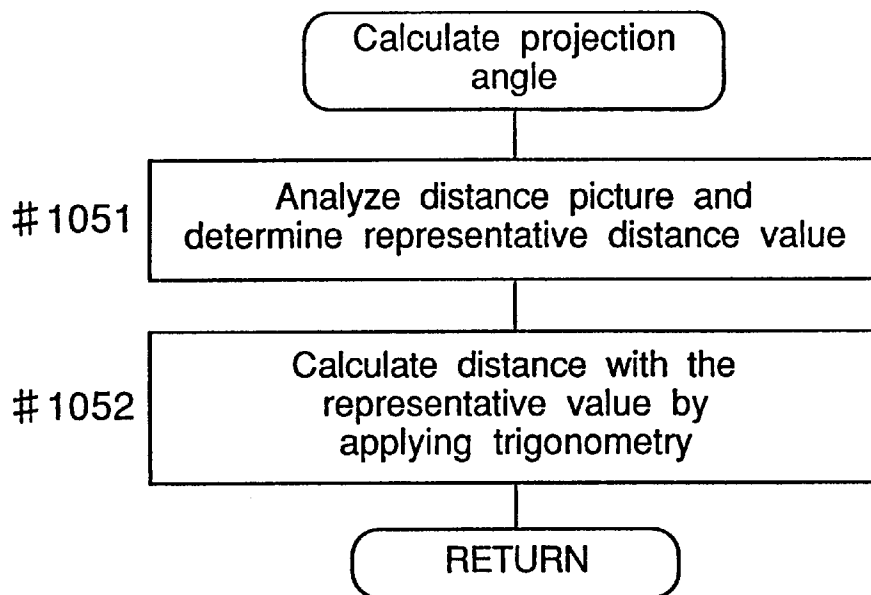 Calculate projection
angle
#1051
Analyze distance picture and
determine representative distance value
#1052
Calculate distance with the
representative value by
applying trigonometry
RETURN